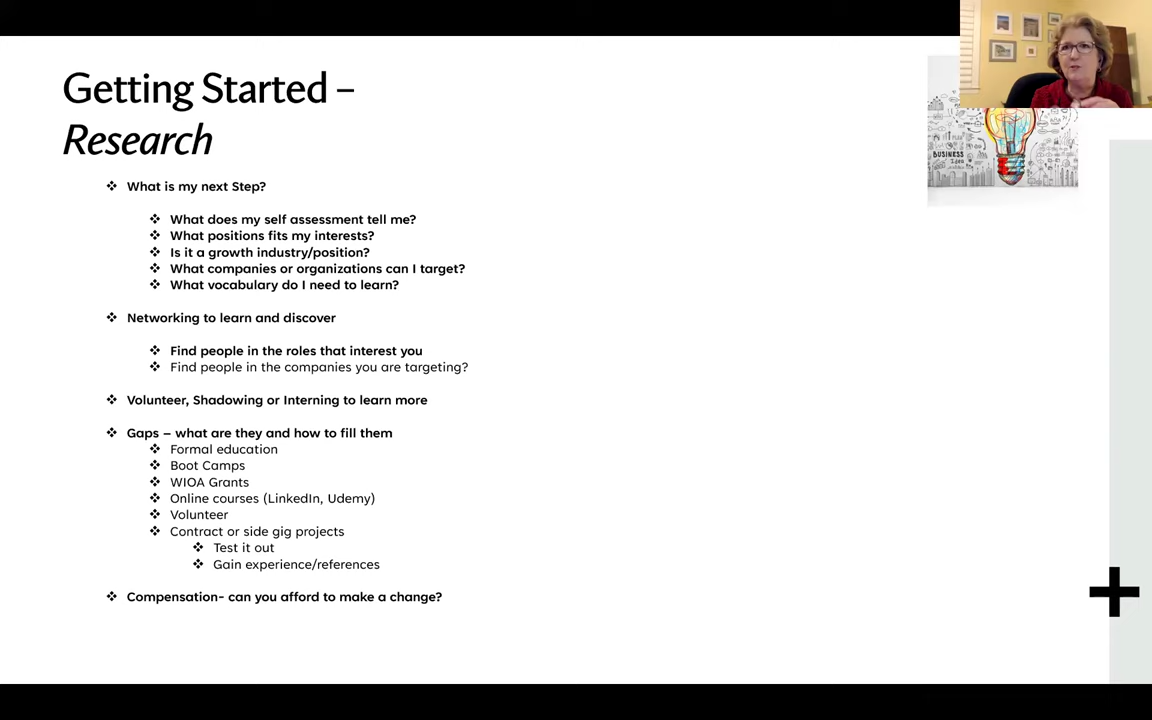 Getting Started –
Research
❖ What is my next Step?
❖ What does my self assessment tell me?
❖ What positions fits my interests?
❖ Is it a growth industry/position?
❖ What companies or organizations can I target?
❖ What vocabulary do I need to learn?
❖ Networking to learn and discover
❖ Find people in the roles that interest you
❖ Find people in the companies you are targeting?
❖ Volunteer, Shadowing or Interning to learn more
❖ Gaps – what are they and how to fill them
❖ Formal education
❖ Boot Camps
❖ WIOA Grants
❖ Online courses (LinkedIn, Udemy)
❖ Volunteer
❖ Contract or side gig projects
❖ Test it out
❖ Gain experience/references
❖ Compensation- can you afford to make a change?
BUSINESS
Idea